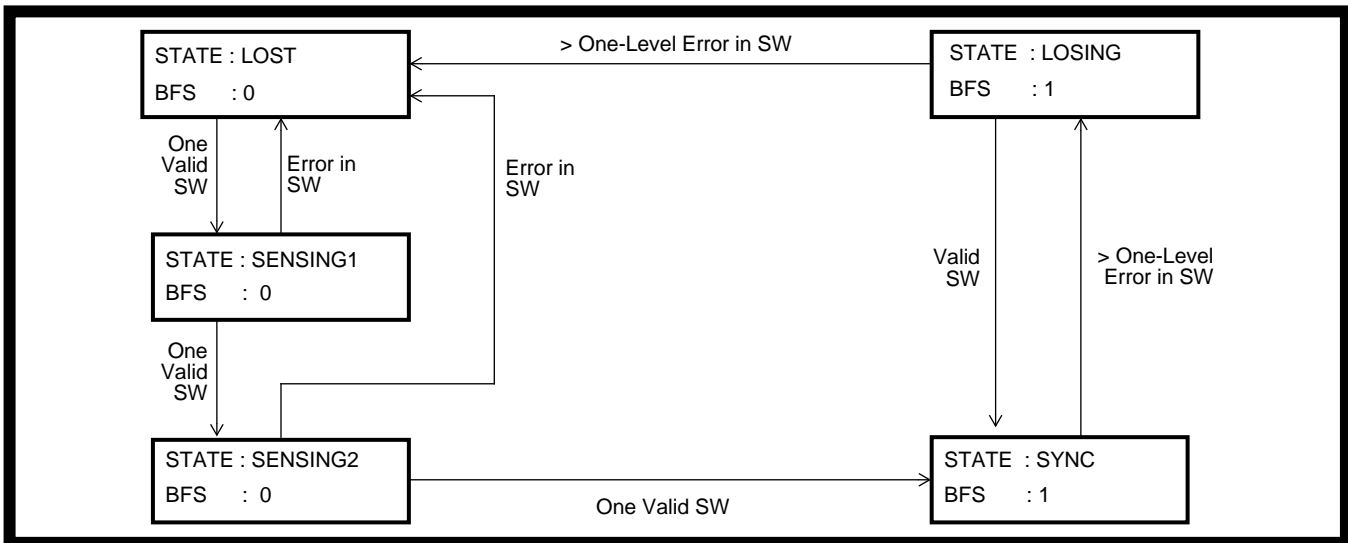 STATE : LOST
BFS : 0
> One-Level Error in SW
STATE : LOSING
BFS : 1
One
Valid
SW
Error in
SW
Error in
SW
STATE : SENSING1
BFS : 0
Valid
SW
> One-Level
Error in SW
One
Valid
SW
STATE : SENSING2
BFS : 0
One Valid SW
STATE : SYNC
BFS : 1